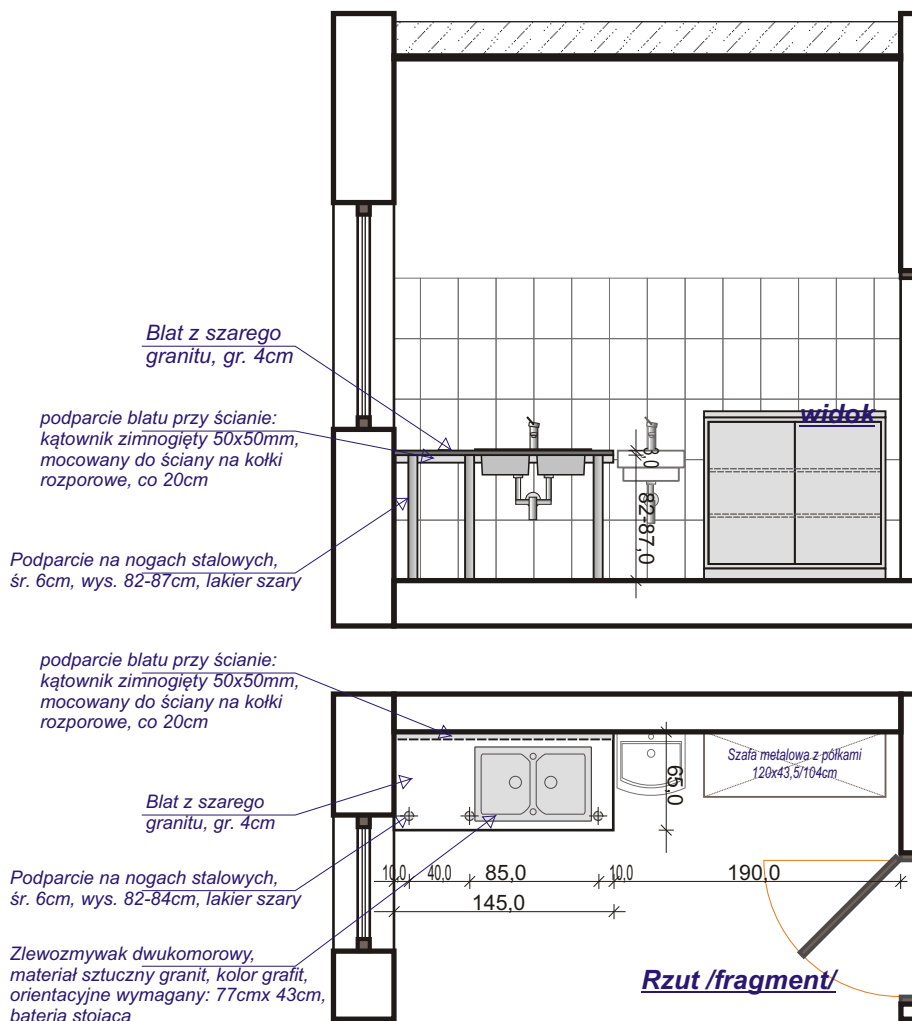 Blat z szarego
granitu, gr. 4cm
podparcie blatu przy ścianie:
kątownik zimnogięty 50x50mm,
mocowany do ściany na kołki
rozporowe, co 20cm
Podparcie na nogach stalowych,
śr. 6cm, wys. 82-87cm, lakier szary
widok
3,0
82-87,0
podparcie blatu przy ścianie:
kątownik zimnogięty 50x50mm,
mocowany do ściany na kołki
rozporowe, co 20cm
Szafa metalowa z półkami
120x43,5/104cm
65,0
Blat z szarego
granitu, gr. 4cm
Podparcie na nogach stalowych,
śr. 6cm, wys. 82-84cm, lakier szary
10,0 40,0 85,0 10,0 190,0
145,0
Zlewozmywak dwukomorowy,
materiał sztuczny granit, kolor grafit,
orientacyjne wymagany: 77cmx 43cm,
bateria stojąca
Rzut /fragment/